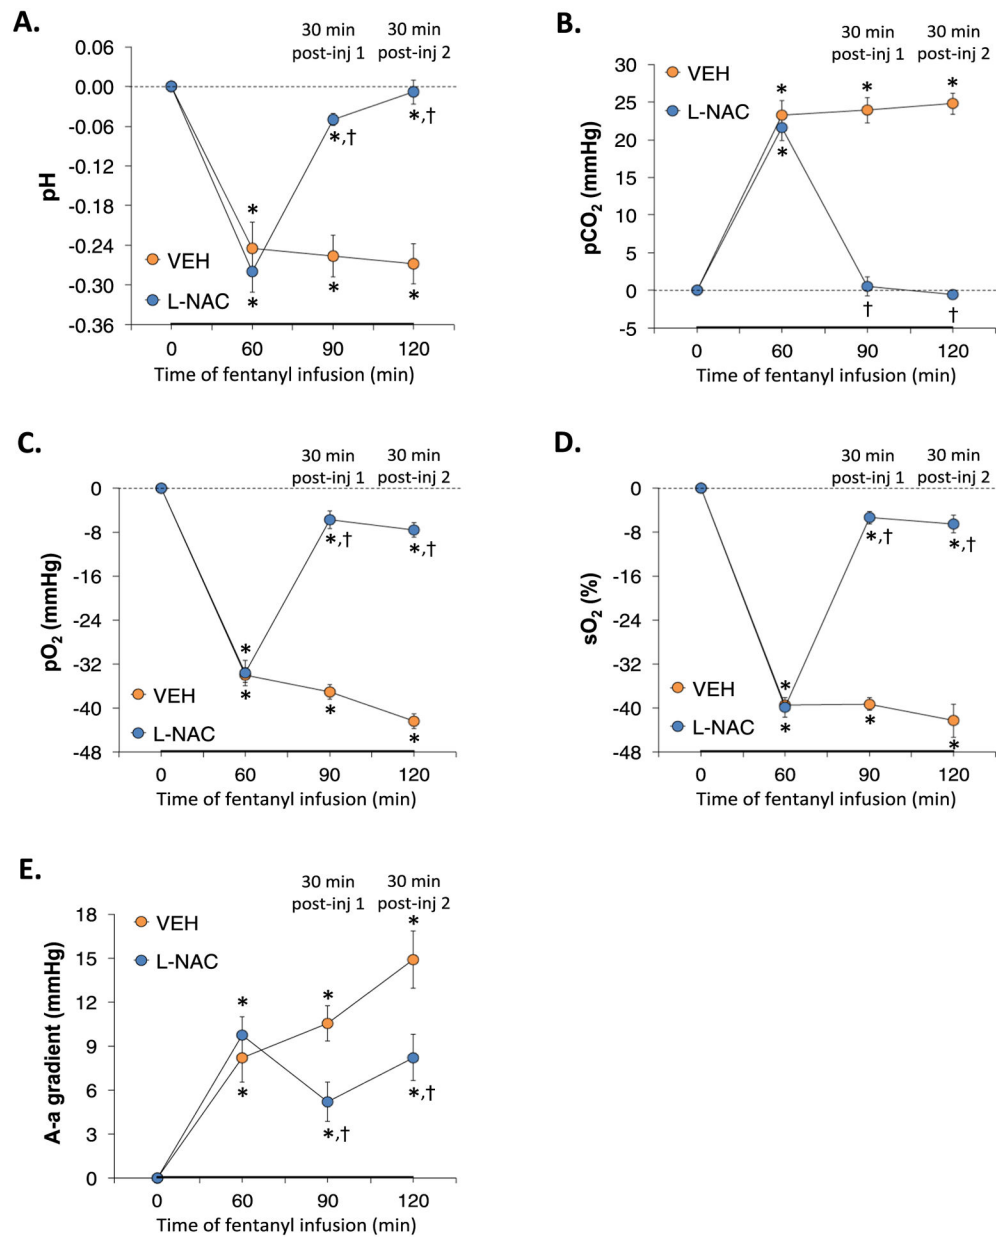 A.
30 min
post-inj 1
30 min
post-inj 2
0.06
0.00
-0.06
-0.12
-0.18
-0.24
-0.30
-0.36
pH
*
*
*
*
*,†
*,†
VEH
L-NAC
0 60 90 120
Time of fentanyl infusion (min)
B.
30 min
post-inj 1
30 min
post-inj 2
30
25
20
15
10
5
0
-5
pCO2 (mmHg)
VEH
L-NAC
*
*
*
*
†
†
0 60 90 120
Time of fentanyl infusion (min)
C.
30 min
post-inj 1
30 min
post-inj 2
0
-8
-16
-24
-32
-40
-48
pO2 (mmHg)
*,†
*,†
*
*
*
*
VEH
L-NAC
0 60 90 120
Time of fentanyl infusion (min)
D.
30 min
post-inj 1
30 min
post-inj 2
0
-8
-16
-24
-32
-40
-48
sO2 (%)
*,†
*,†
*
*
*
*
VEH
L-NAC
0 60 90 120
Time of fentanyl infusion (min)
E.
30 min
post-inj 1
30 min
post-inj 2
18
15
12
9
6
3
0
A-a gradient (mmHg)
VEH
L-NAC
*
*
*
*
*,†
*,†
0 60 90 120
Time of fentanyl infusion (min)